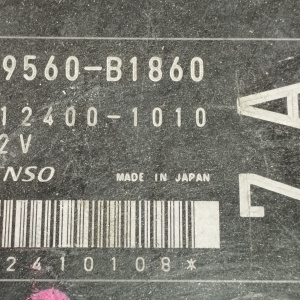 9560-B1860
12400-1010
2V
NSO
MADE IN JAPAN
2410108*
7A